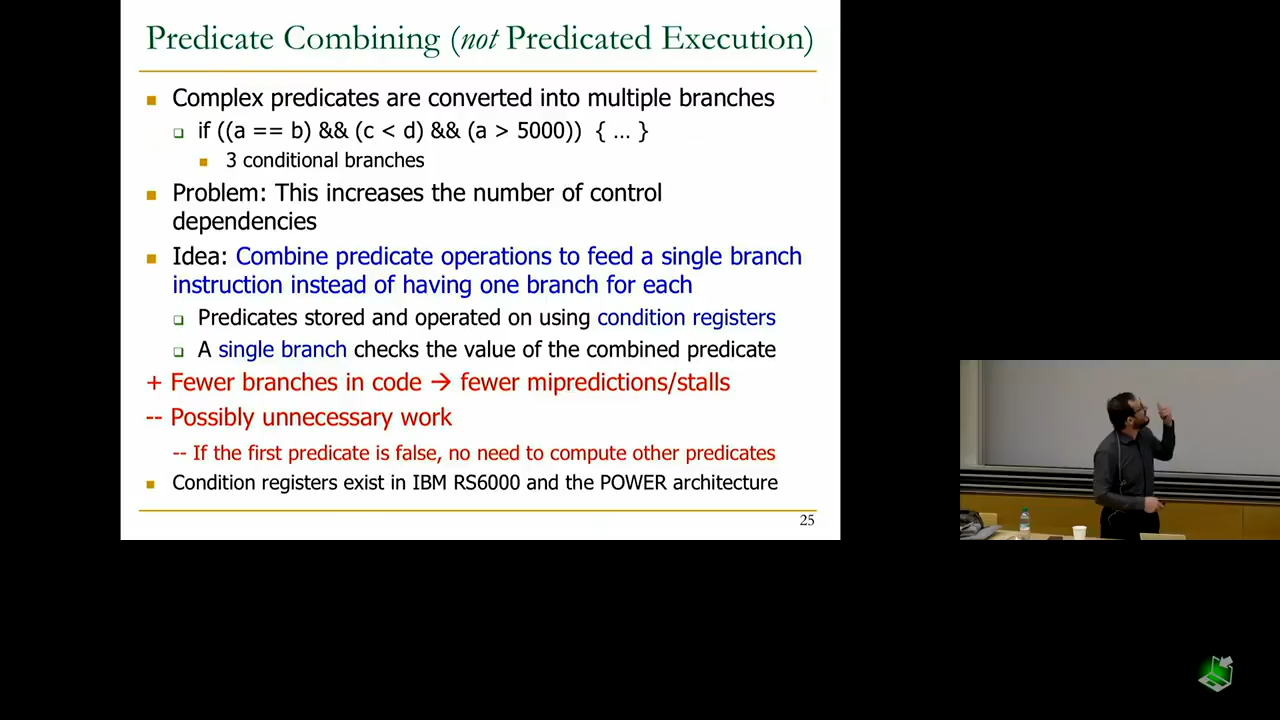 Predicate Combining (not Predicated Execution)
Complex predicates are converted into multiple branches
if ((a == b) && (c < d) && (a > 5000)) { … }
3 conditional branches
Problem: This increases the number of control
dependencies
Idea: Combine predicate operations to feed a single branch
instruction instead of having one branch for each
Predicates stored and operated on using condition registers
A single branch checks the value of the combined predicate
+ Fewer branches in code → fewer mipredictions/stalls
-- Possibly unnecessary work
-- If the first predicate is false, no need to compute other predicates
Condition registers exist in IBM RS6000 and the POWER architecture
25